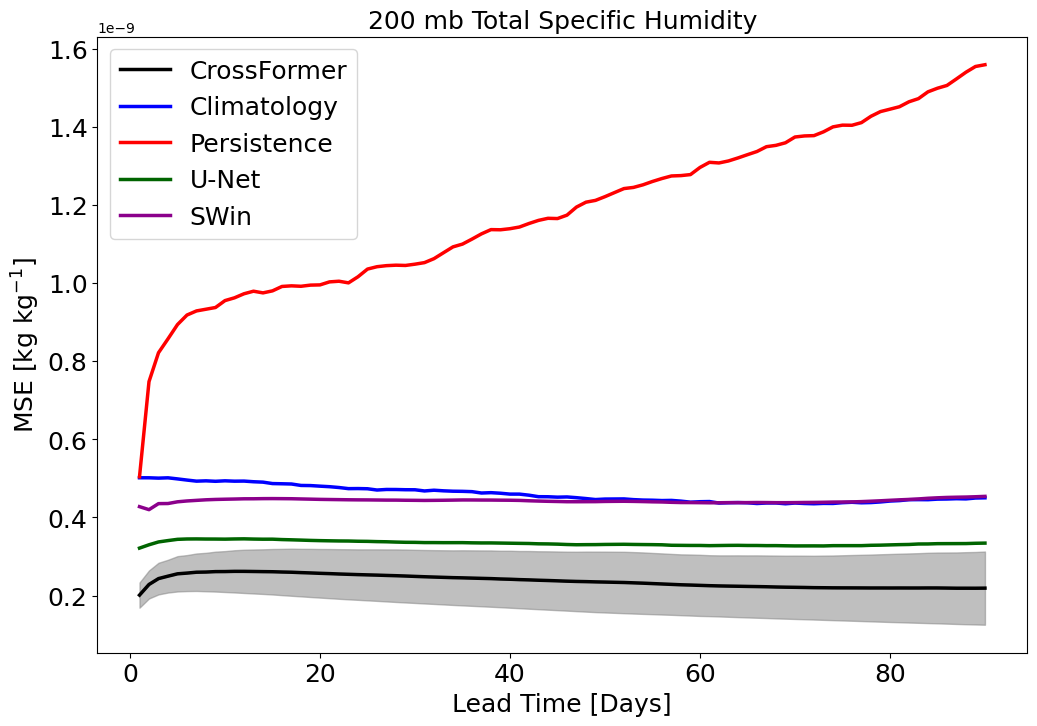 200 mb Total Specific Humidity
1e−9
1.6
1.4
1.2
1.0
0.8
0.6
0.4
0.2
MSE [kg kg⁻¹]
CrossFormer
Climatology
Persistence
U-Net
SWin
0 20 40 60 80
Lead Time [Days]